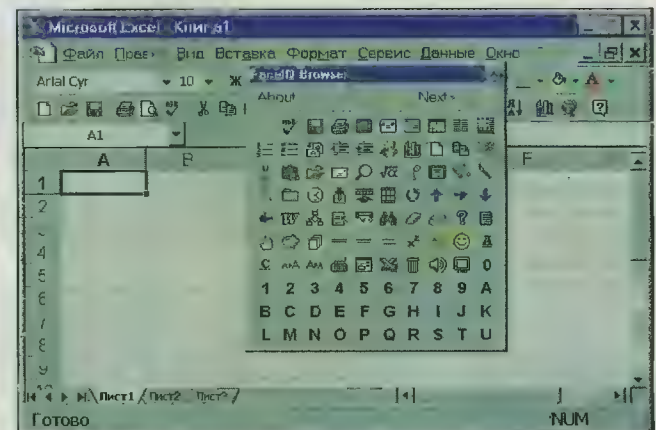 Microsoft Excel - Книга1
Файл Правка Вид Вставка Формат Сервис Данные Окно
Arial Cyr 10 Ж
FaceID Browser
About Next
A1
A B F
1
2
4
5
6
7
8
9
0
1 2 3 4 5 6 7 8 9 A
B C D E F G H I J K
L M N O P Q R S T U
Лист1 Лист2 Лист3
Готово
NUM